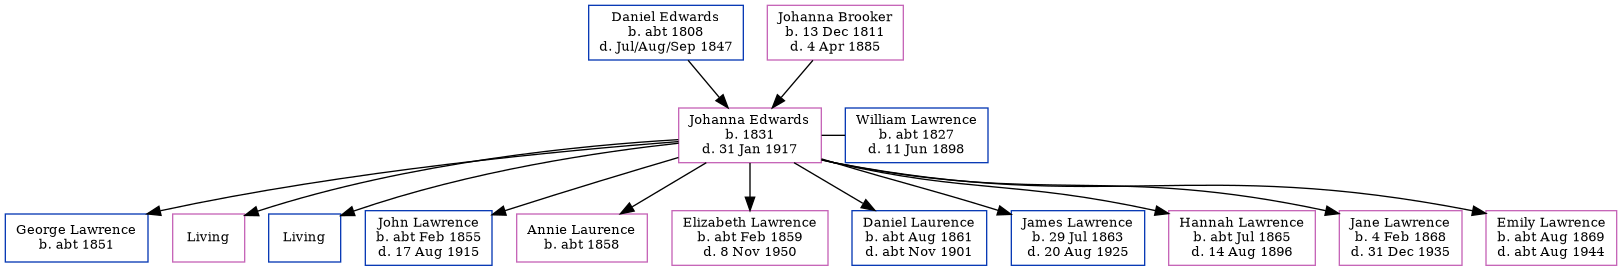 Daniel Edwards
b. abt 1808
d. Jul/Aug/Sep 1847
Johanna Brooker
b. 13 Dec 1811
d. 4 Apr 1885
Johanna Edwards
b. 1831
d. 31 Jan 1917
William Lawrence
b. abt 1827
d. 11 Jun 1898
George Lawrence
b. abt 1851
Living
Living
John Lawrence
b. abt Feb 1855
d. 17 Aug 1915
Annie Laurence
b. abt 1858
Elizabeth Lawrence
b. abt Feb 1859
d. 8 Nov 1950
Daniel Laurence
b. abt Aug 1861
d. abt Nov 1901
James Lawrence
b. 29 Jul 1863
d. 20 Aug 1925
Hannah Lawrence
b. abt Jul 1865
d. 14 Aug 1896
Jane Lawrence
b. 4 Feb 1868
d. 31 Dec 1935
Emily Lawrence
b. abt Aug 1869
d. abt Aug 1944